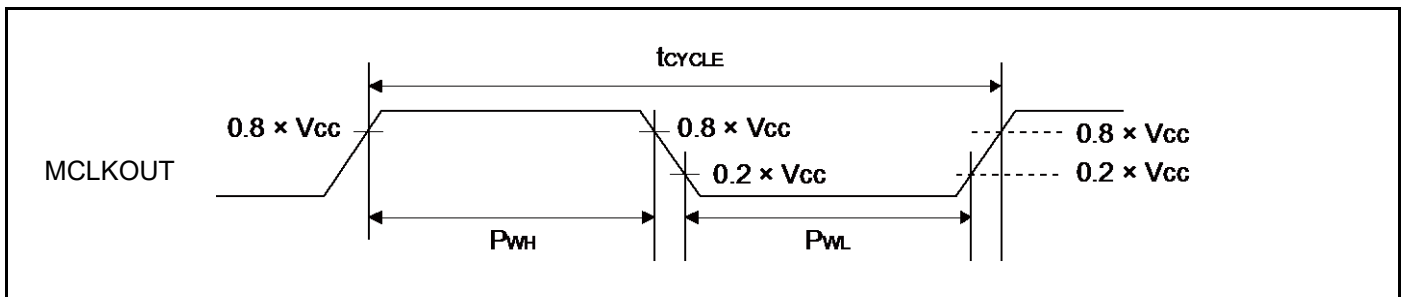 tCYCLE
0.8 × Vcc
0.8 × Vcc
0.8 × Vcc
MCLKOUT
0.2 × Vcc
0.2 × Vcc
PWH
PWL